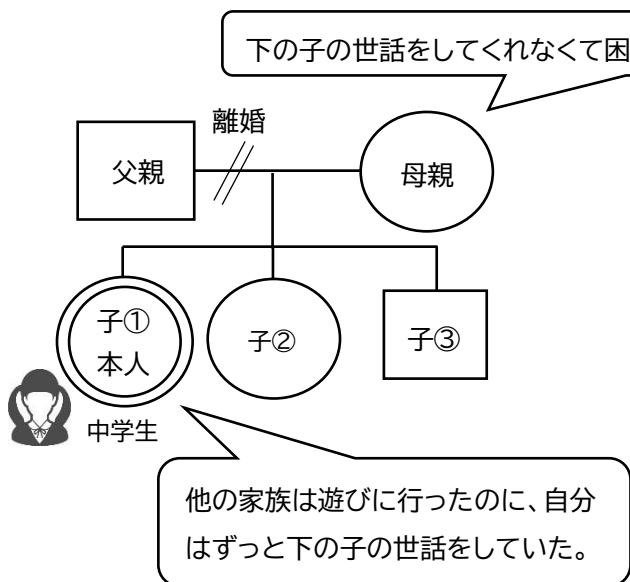 下の子の世話をしてくれなくて困
離婚
父親
母親
子①
本人
子②
子③
中学生
他の家族は遊びに行ったのに、自分
はずっと下の子の世話をしていた。